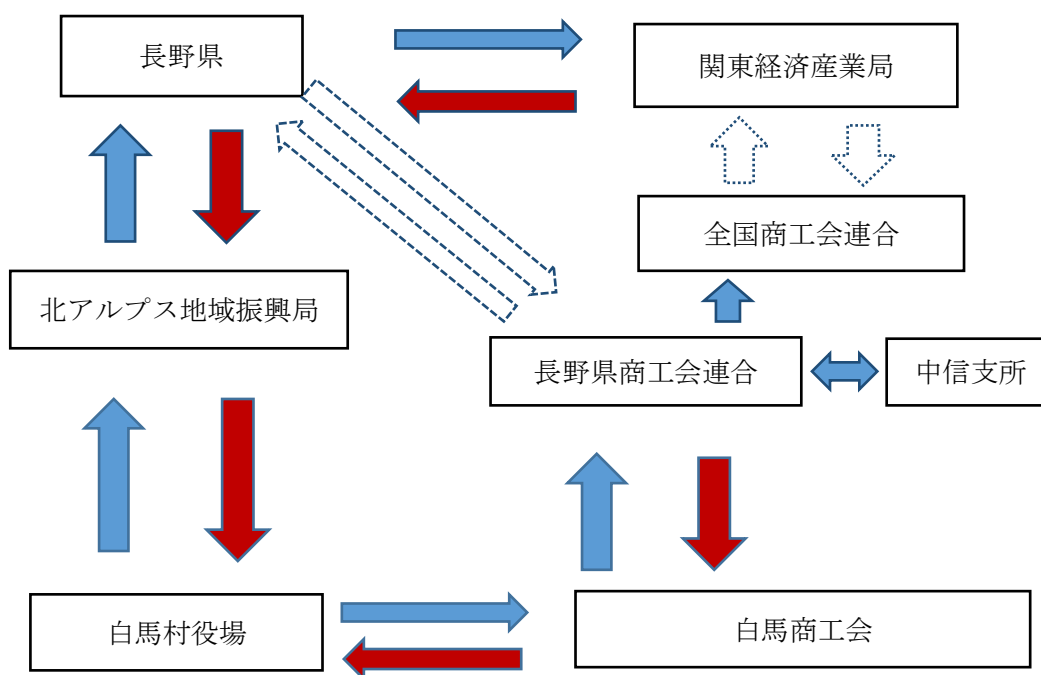 長野県
関東経済産業局
全国商工会連合
北アルプス地域振興局
長野県商工会連合
中信支所
白馬村役場
白馬商工会